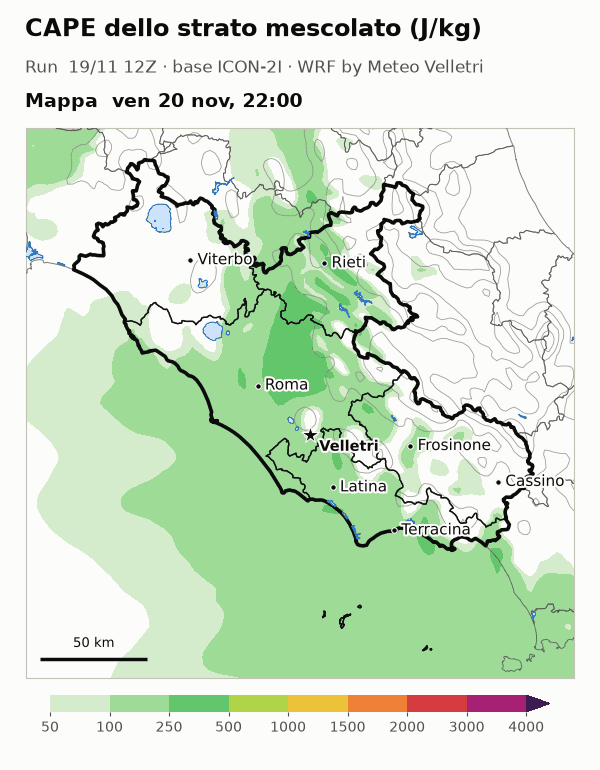 CAPE dello strato mescolato (J/kg)
Run  19/11 12Z · base ICON-2I · WRF by Meteo Velletri
Mappa  ven 20 nov, 22:00
Viterbo
Rieti
Roma
Velletri
Frosinone
Latina
Cassino
Terracina
50 km
50 100 250 500 1000 1500 2000 3000 4000